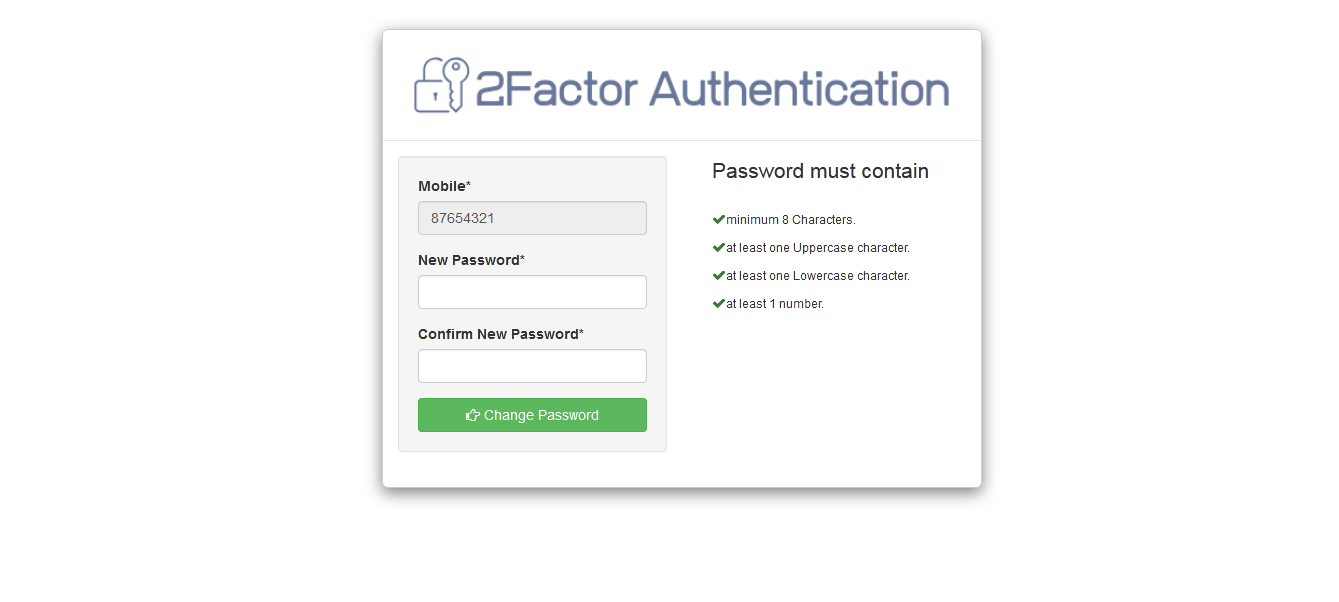 2Factor Authentication
Mobile*
87654321
New Password*
Confirm New Password*
Change Password
Password must contain
minimum 8 Characters.
at least one Uppercase character.
at least one Lowercase character.
at least 1 number.